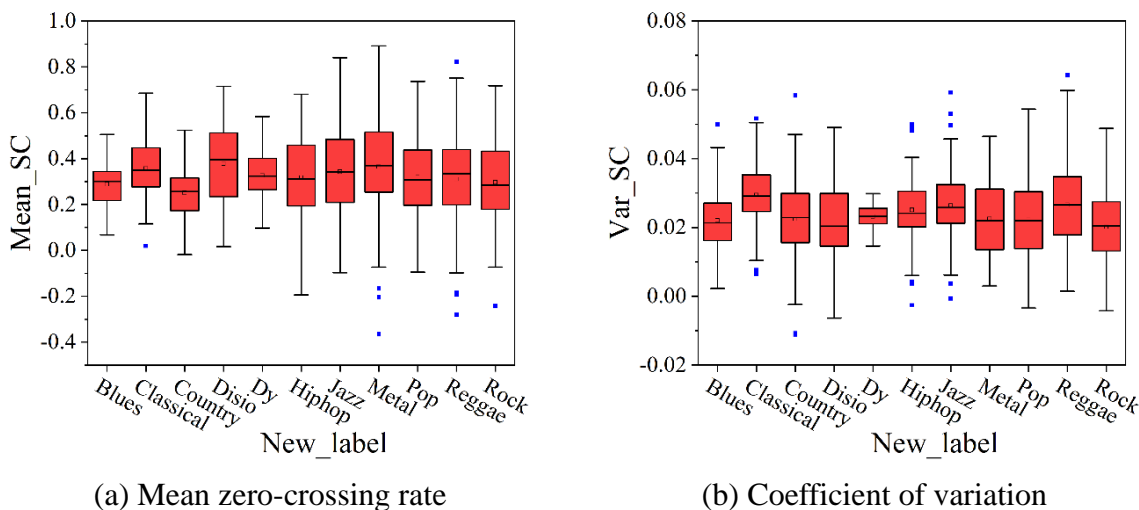 1.0
0.8
0.6
0.4
0.2
0.0
-0.2
-0.4
Mean_SC
Blues
Classical
Country
Disio
Dy
Hiphop
Jazz
Metal
Pop
Reggae
Rock
New_label
(a) Mean zero-crossing rate
0.08
0.06
0.04
0.02
0.00
-0.02
Var_SC
Blues
Classical
Country
Disio
Dy
Hiphop
Jazz
Metal
Pop
Reggae
Rock
New_label
(b) Coefficient of variation